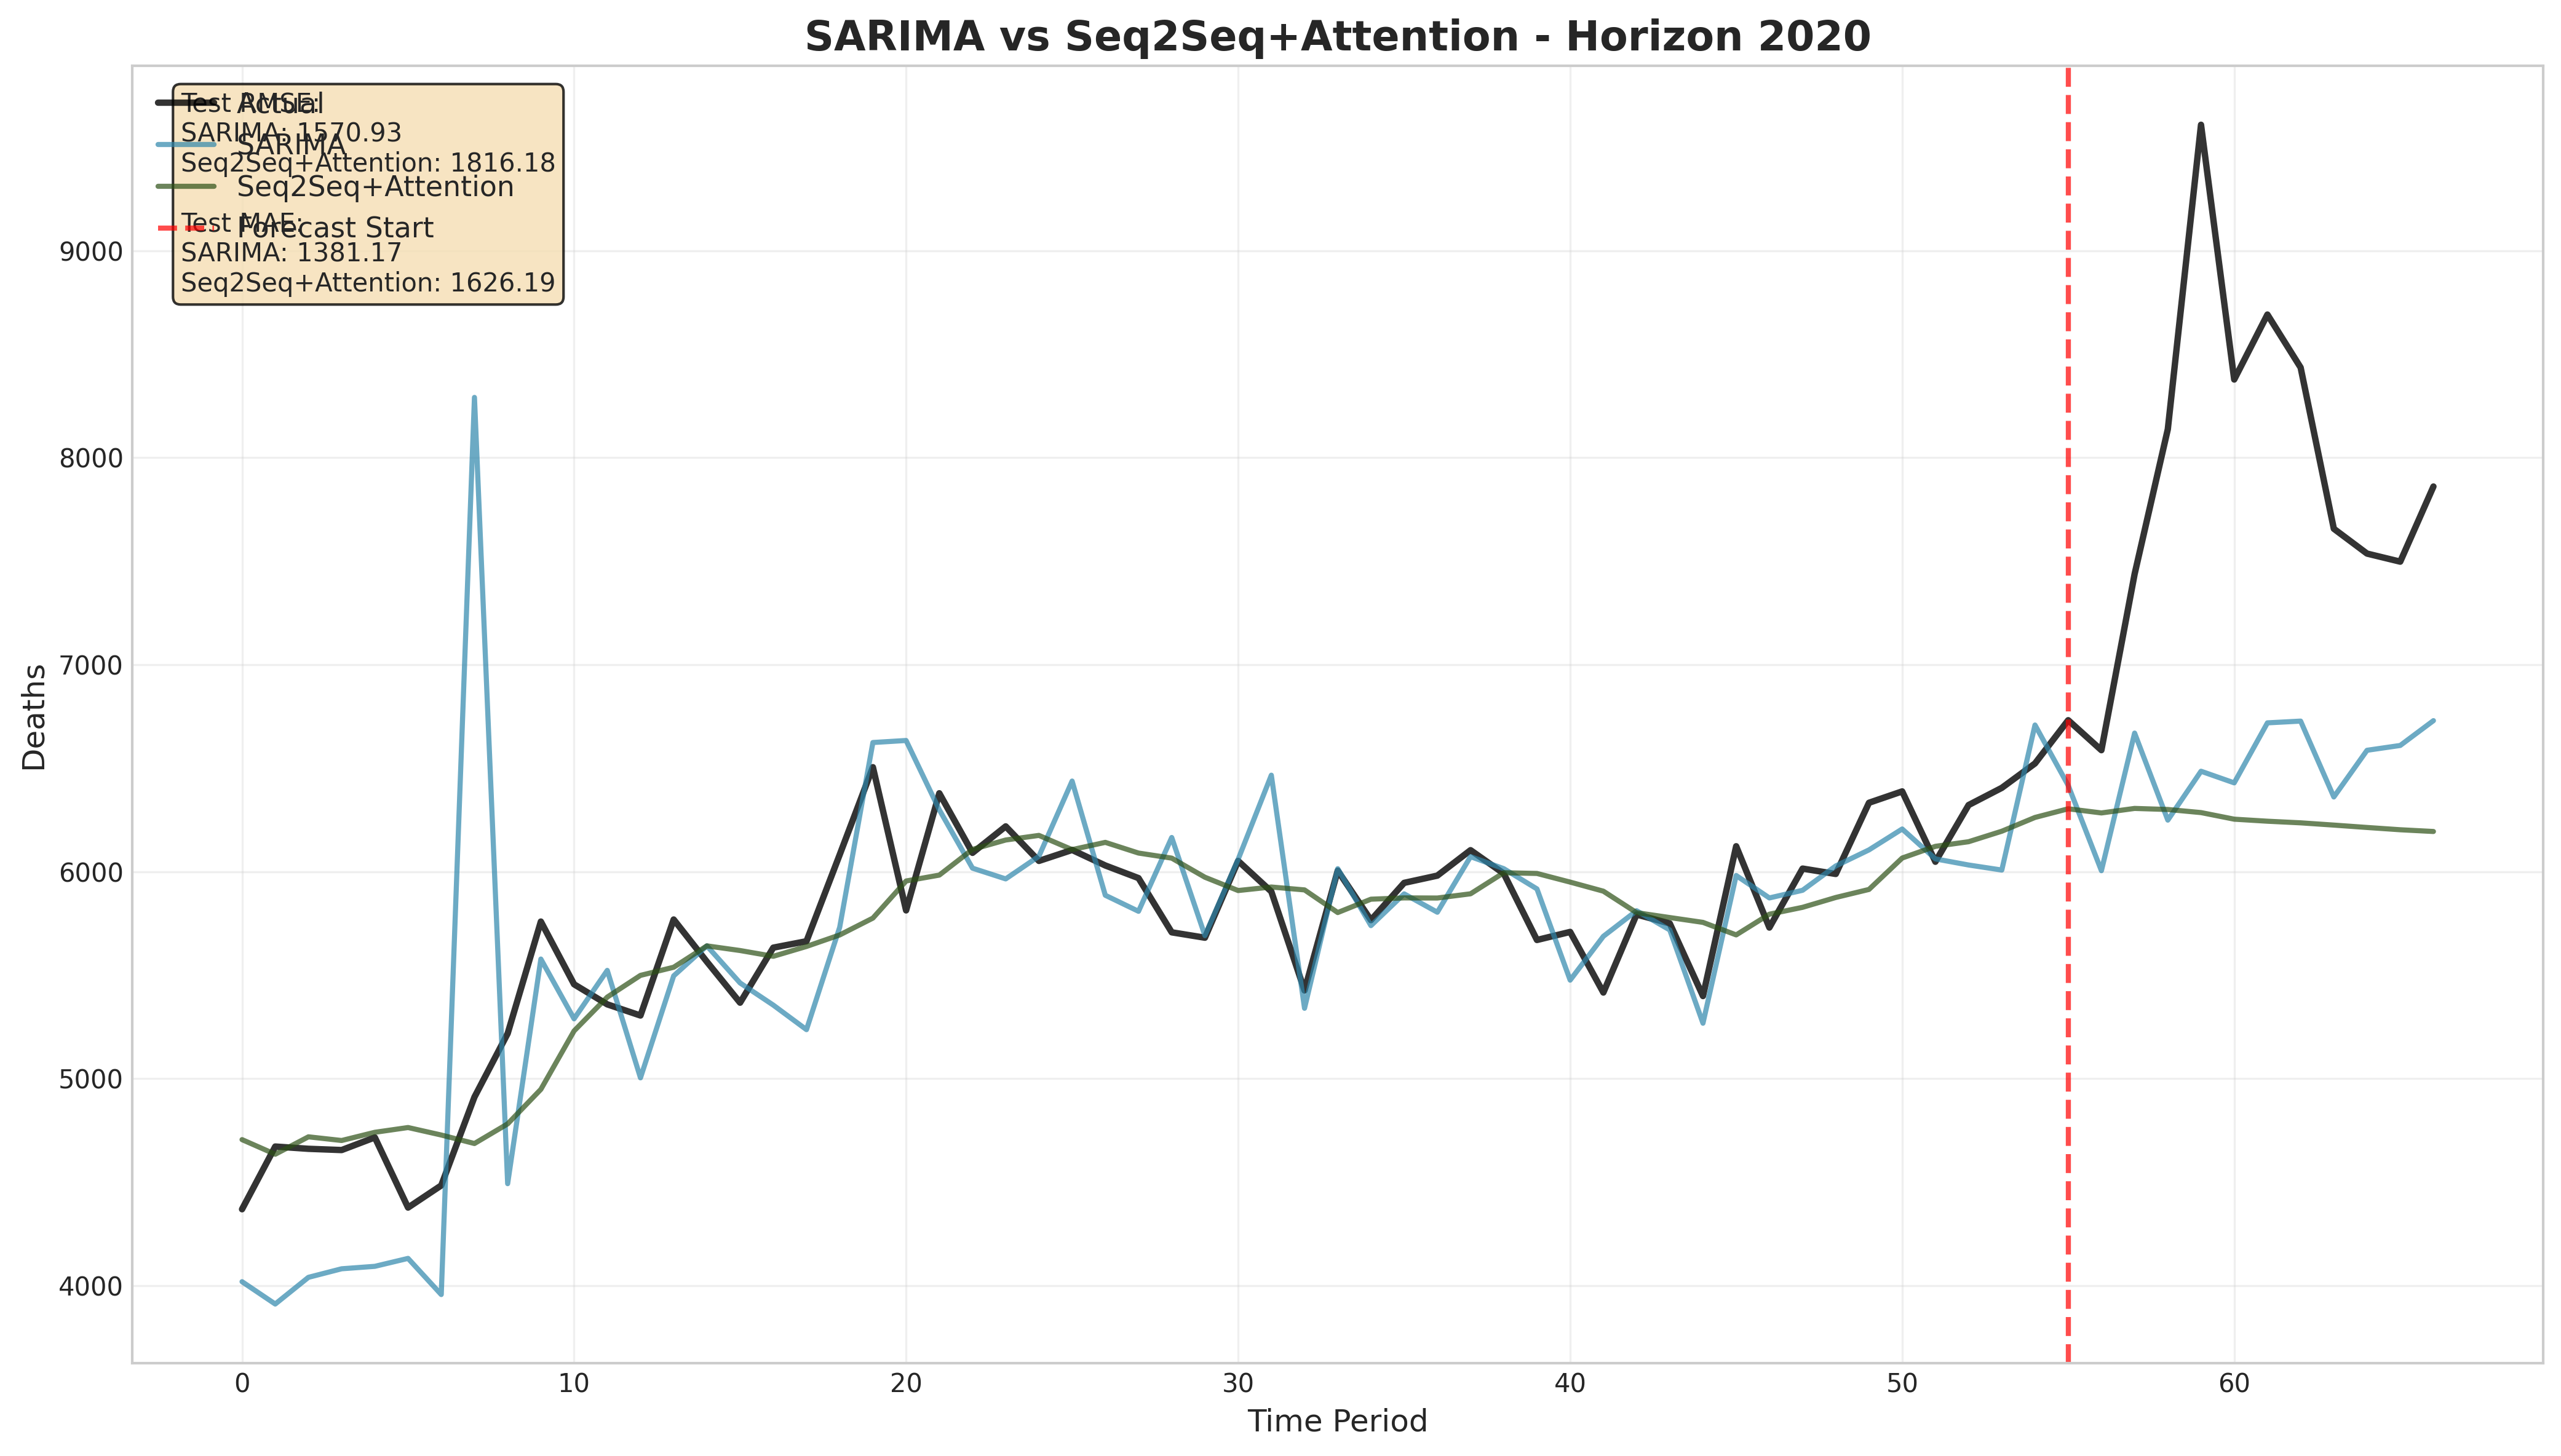 SARIMA vs Seq2Seq+Attention - Horizon 2020
Actual
SARIMA
Seq2Seq+Attention
Forecast Start
Test RMSE:
SARIMA: 1570.93
Seq2Seq+Attention: 1816.18
Test MAE:
SARIMA: 1381.17
Seq2Seq+Attention: 1626.19
Deaths
9000
8000
7000
6000
5000
4000
0 10 20 30 40 50 60
Time Period